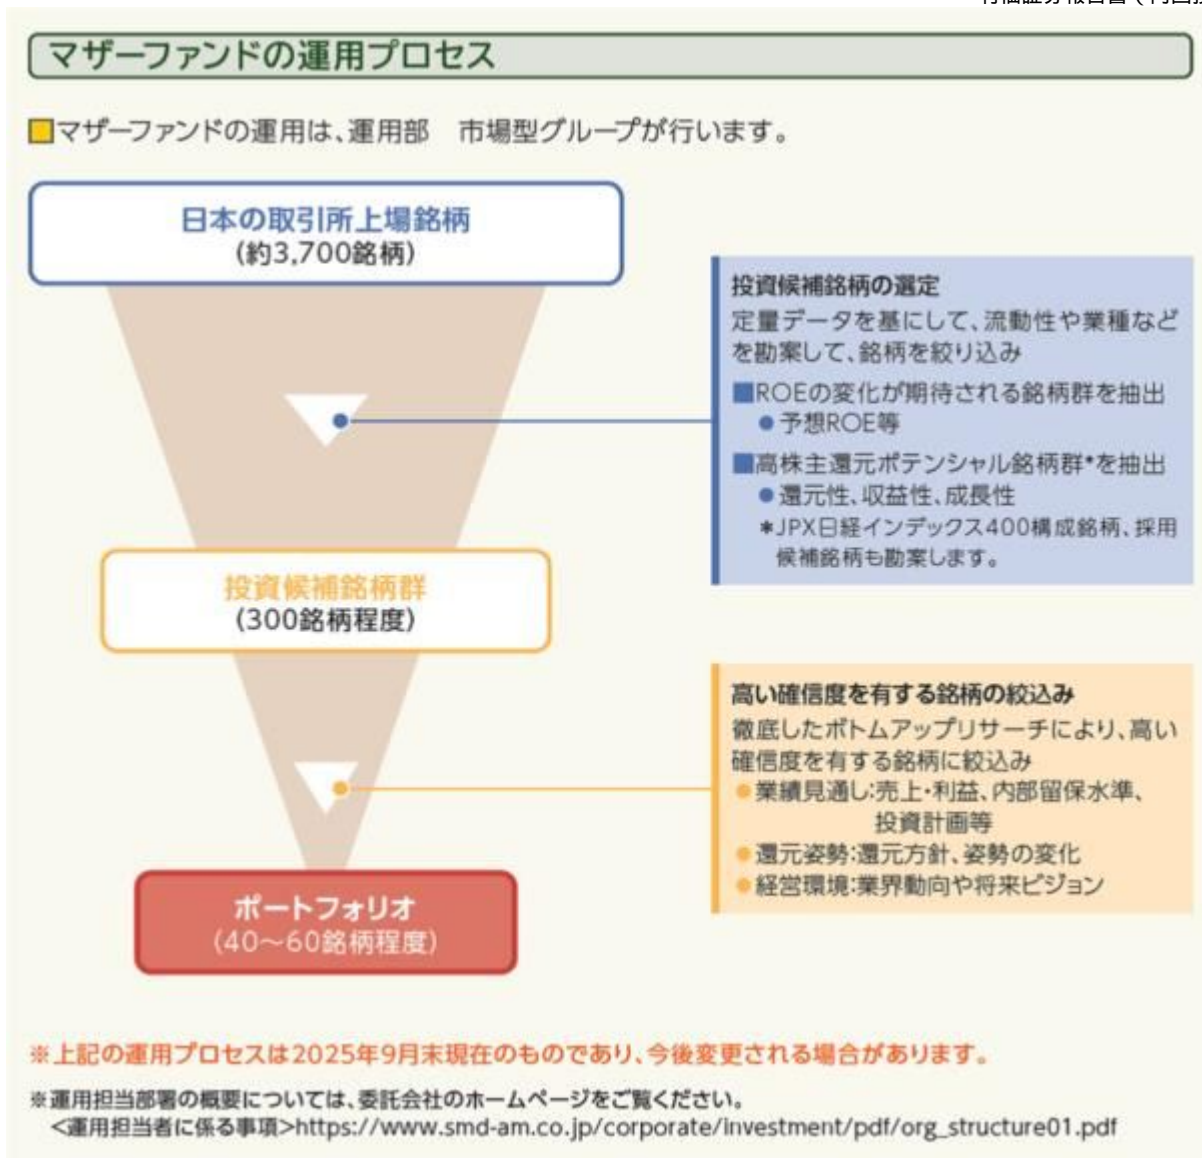 マザーファンドの運用プロセス
マザーファンドの運用は、運用部　市場型グループが行います。
日本の取引所上場銘柄
(約3,700銘柄)
投資候補銘柄の選定
定量データを基にして、流動性や業種など
を勘案して、銘柄を絞り込み
■ROEの変化が期待される銘柄群を抽出
●予想ROE等
■高株主還元ポテンシャル銘柄群*を抽出
●還元性、収益性、成長性
*JPX日経インデックス400構成銘柄、採用
候補銘柄も勘案します。
投資候補銘柄群
(300銘柄程度)
高い確信度を有する銘柄の絞込み
徹底したボトムアップリサーチにより、高い
確信度を有する銘柄に絞込み
●業績見通し:売上・利益、内部留保水準、
投資計画等
●還元姿勢:還元方針、姿勢の変化
●経営環境:業界動向や将来ビジョン
ポートフォリオ
(40～60銘柄程度)
※上記の運用プロセスは2025年9月末現在のものであり、今後変更される場合があります。
※運用担当部署の概要については、委託会社のホームページをご覧ください。
<運用担当者に係る事項>https://www.smd-am.co.jp/corporate/investment/pdf/org_structure01.pdf